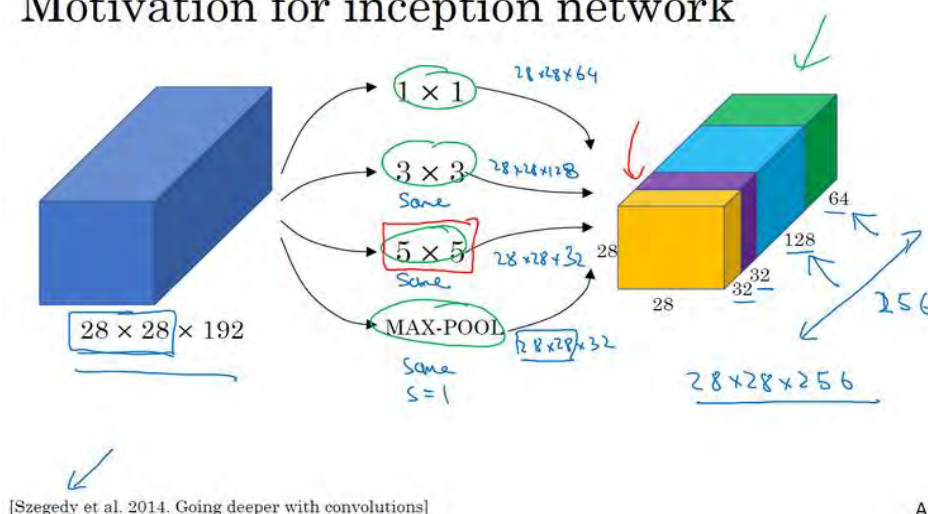 Motivation for inception network
28 × 28 × 192
1 × 1
28×28×64
3 × 3
Same
28×28×128
5 × 5
Same
28×28×32
MAX-POOL
Same
s=1
28×28×32
28
28
32
32
128
64
256
28×28×256
[Szegedy et al. 2014. Going deeper with convolutions]
A